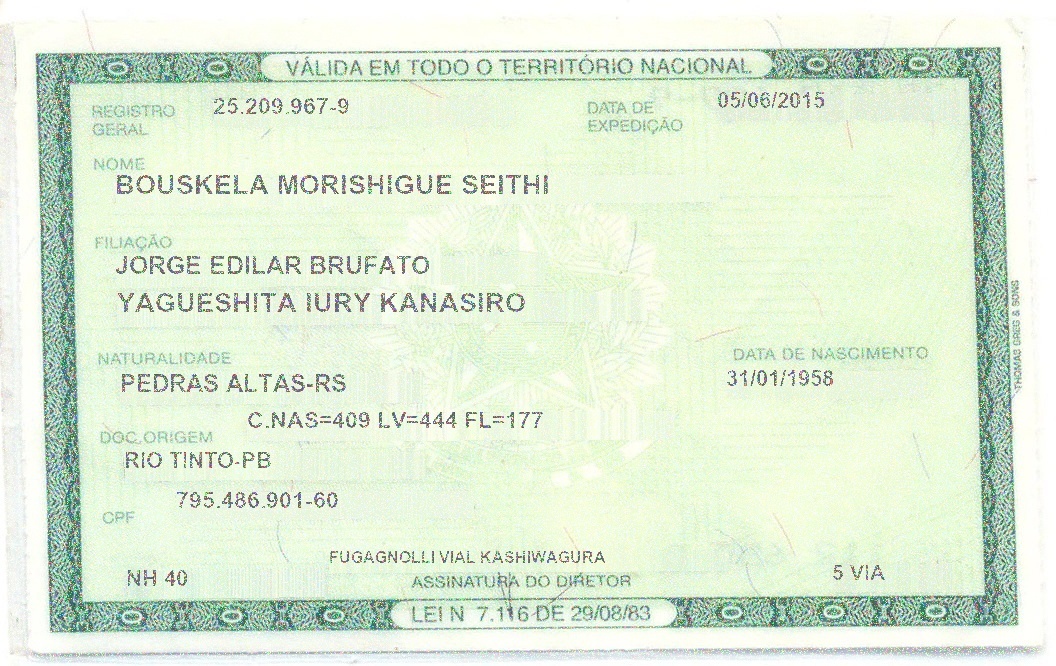 VÁLIDA EM TODO O TERRITÓRIO NACIONAL
REGISTRO GERAL 25.209.967-9 DATA DE EXPEDIÇÃO 05/06/2015
NOME
BOUSKELA MORISHIGUE SEITHI
FILIAÇÃO
JORGE EDILAR BRUFATO
YAGUESHITA IURY KANASIRO
NATURALIDADE DATA DE NASCIMENTO
PEDRAS ALTAS-RS 31/01/1958
C.NAS=409 LV=444 FL=177
DOC.ORIGEM
RIO TINTO-PB
795.486.901-60
CPF
FUGAGNOLLI VIAL KASHIWAGURA
NH 40 ASSINATURA DO DIRETOR 5 VIA
LEI N 7.116 DE 29/08/83
THOMAS GREG & SONS